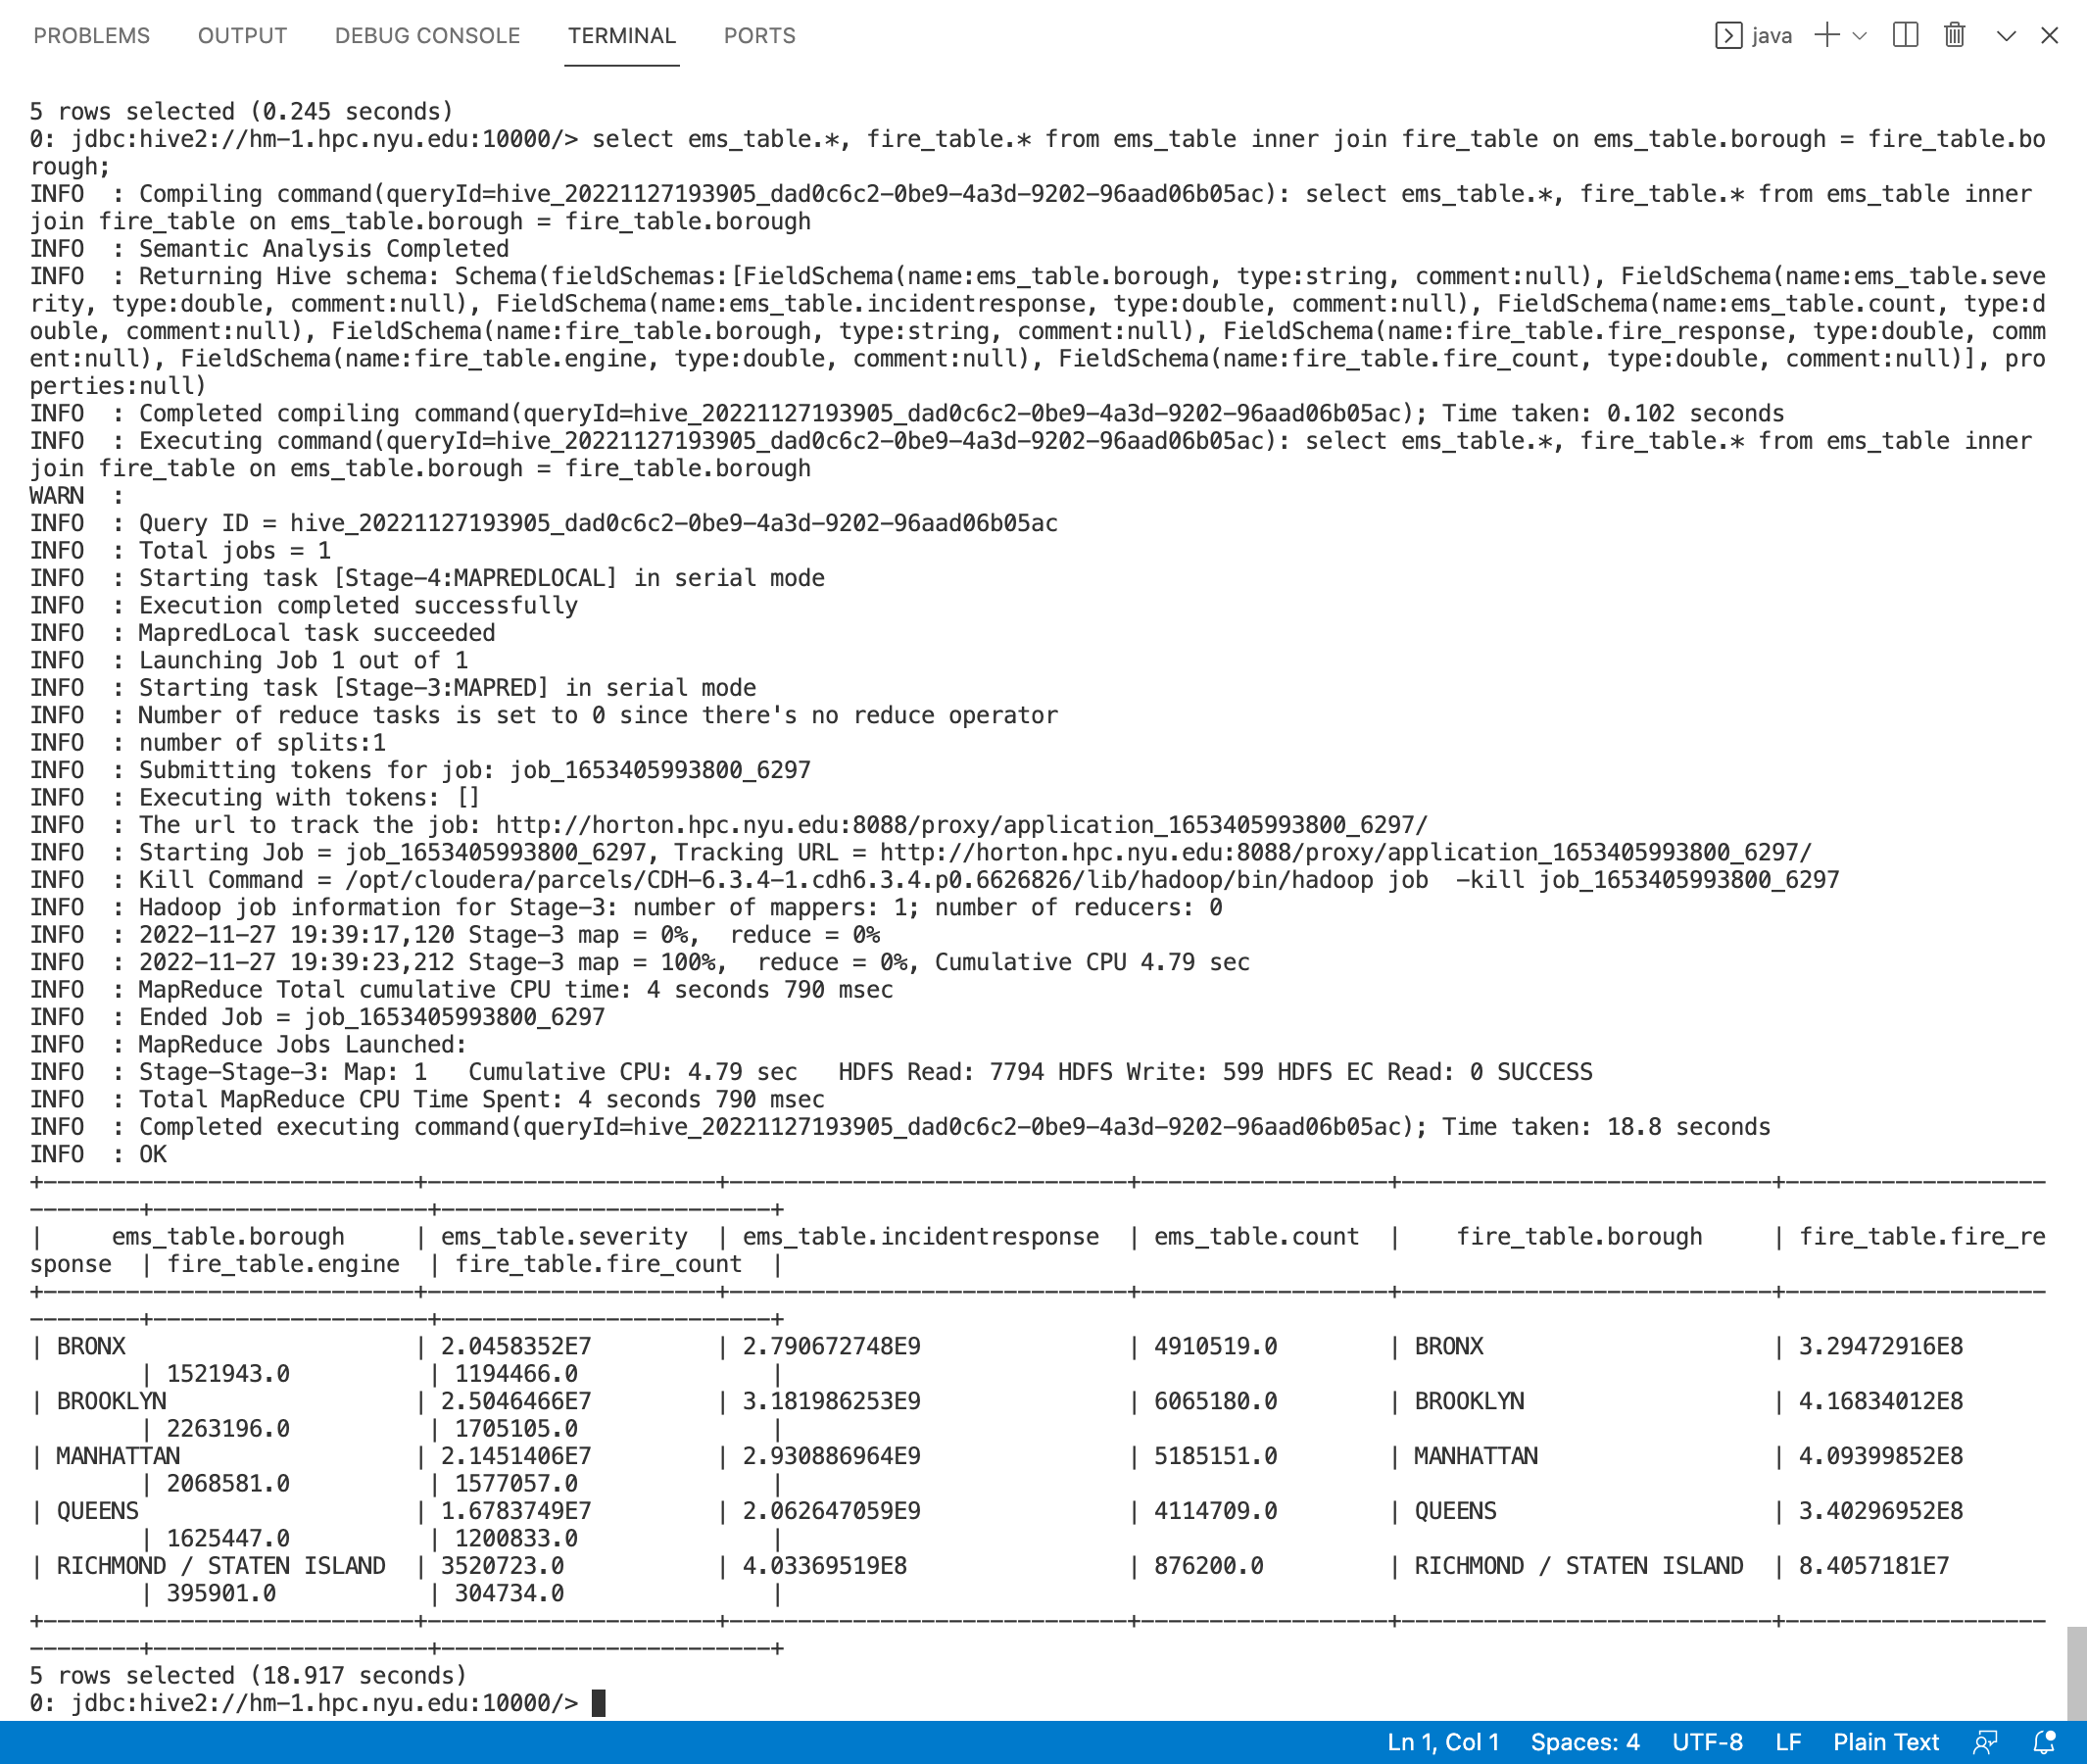 PROBLEMS OUTPUT DEBUG CONSOLE TERMINAL PORTS java
5 rows selected (0.245 seconds)
0: jdbc:hive2://hm-1.hpc.nyu.edu:10000/> select ems_table.*, fire_table.* from ems_table inner join fire_table on ems_table.borough = fire_table.bo
rough;
INFO  : Compiling command(queryId=hive_20221127193905_dad0c6c2-0be9-4a3d-9202-96aad06b05ac): select ems_table.*, fire_table.* from ems_table inner
join fire_table on ems_table.borough = fire_table.borough
INFO  : Semantic Analysis Completed
INFO  : Returning Hive schema: Schema(fieldSchemas:[FieldSchema(name:ems_table.borough, type:string, comment:null), FieldSchema(name:ems_table.seve
rity, type:double, comment:null), FieldSchema(name:ems_table.incidentresponse, type:double, comment:null), FieldSchema(name:ems_table.count, type:d
ouble, comment:null), FieldSchema(name:fire_table.borough, type:string, comment:null), FieldSchema(name:fire_table.fire_response, type:double, comm
ent:null), FieldSchema(name:fire_table.engine, type:double, comment:null), FieldSchema(name:fire_table.fire_count, type:double, comment:null)], pro
perties:null)
INFO  : Completed compiling command(queryId=hive_20221127193905_dad0c6c2-0be9-4a3d-9202-96aad06b05ac); Time taken: 0.102 seconds
INFO  : Executing command(queryId=hive_20221127193905_dad0c6c2-0be9-4a3d-9202-96aad06b05ac): select ems_table.*, fire_table.* from ems_table inner
join fire_table on ems_table.borough = fire_table.borough
WARN  :
INFO  : Query ID = hive_20221127193905_dad0c6c2-0be9-4a3d-9202-96aad06b05ac
INFO  : Total jobs = 1
INFO  : Starting task [Stage-4:MAPREDLOCAL] in serial mode
INFO  : Execution completed successfully
INFO  : MapredLocal task succeeded
INFO  : Launching Job 1 out of 1
INFO  : Starting task [Stage-3:MAPRED] in serial mode
INFO  : Number of reduce tasks is set to 0 since there's no reduce operator
INFO  : number of splits:1
INFO  : Submitting tokens for job: job_1653405993800_6297
INFO  : Executing with tokens: []
INFO  : The url to track the job: http://horton.hpc.nyu.edu:8088/proxy/application_1653405993800_6297/
INFO  : Starting Job = job_1653405993800_6297, Tracking URL = http://horton.hpc.nyu.edu:8088/proxy/application_1653405993800_6297/
INFO  : Kill Command = /opt/cloudera/parcels/CDH-6.3.4-1.cdh6.3.4.p0.6626826/lib/hadoop/bin/hadoop job  -kill job_1653405993800_6297
INFO  : Hadoop job information for Stage-3: number of mappers: 1; number of reducers: 0
INFO  : 2022-11-27 19:39:17,120 Stage-3 map = 0%,  reduce = 0%
INFO  : 2022-11-27 19:39:23,212 Stage-3 map = 100%,  reduce = 0%, Cumulative CPU 4.79 sec
INFO  : MapReduce Total cumulative CPU time: 4 seconds 790 msec
INFO  : Ended Job = job_1653405993800_6297
INFO  : MapReduce Jobs Launched:
INFO  : Stage-Stage-3: Map: 1   Cumulative CPU: 4.79 sec   HDFS Read: 7794 HDFS Write: 599 HDFS EC Read: 0 SUCCESS
INFO  : Total MapReduce CPU Time Spent: 4 seconds 790 msec
INFO  : Completed executing command(queryId=hive_20221127193905_dad0c6c2-0be9-4a3d-9202-96aad06b05ac); Time taken: 18.8 seconds
INFO  : OK
| ems_table.borough | ems_table.severity | ems_table.incidentresponse | ems_table.count | fire_table.borough | fire_table.fire_re
sponse | fire_table.engine | fire_table.fire_count |
| BRONX | 2.0458352E7 | 2.790672748E9 | 4910519.0 | BRONX | 3.29472916E8
| 1521943.0 | 1194466.0 |
| BROOKLYN | 2.5046466E7 | 3.181986253E9 | 6065180.0 | BROOKLYN | 4.16834012E8
| 2263196.0 | 1705105.0 |
| MANHATTAN | 2.1451406E7 | 2.930886964E9 | 5185151.0 | MANHATTAN | 4.09399852E8
| 2068581.0 | 1577057.0 |
| QUEENS | 1.6783749E7 | 2.062647059E9 | 4114709.0 | QUEENS | 3.40296952E8
| 1625447.0 | 1200833.0 |
| RICHMOND / STATEN ISLAND | 3520723.0 | 4.03369519E8 | 876200.0 | RICHMOND / STATEN ISLAND | 8.4057181E7
| 395901.0 | 304734.0 |
5 rows selected (18.917 seconds)
0: jdbc:hive2://hm-1.hpc.nyu.edu:10000/>
Ln 1, Col 1 Spaces: 4 UTF-8 LF Plain Text